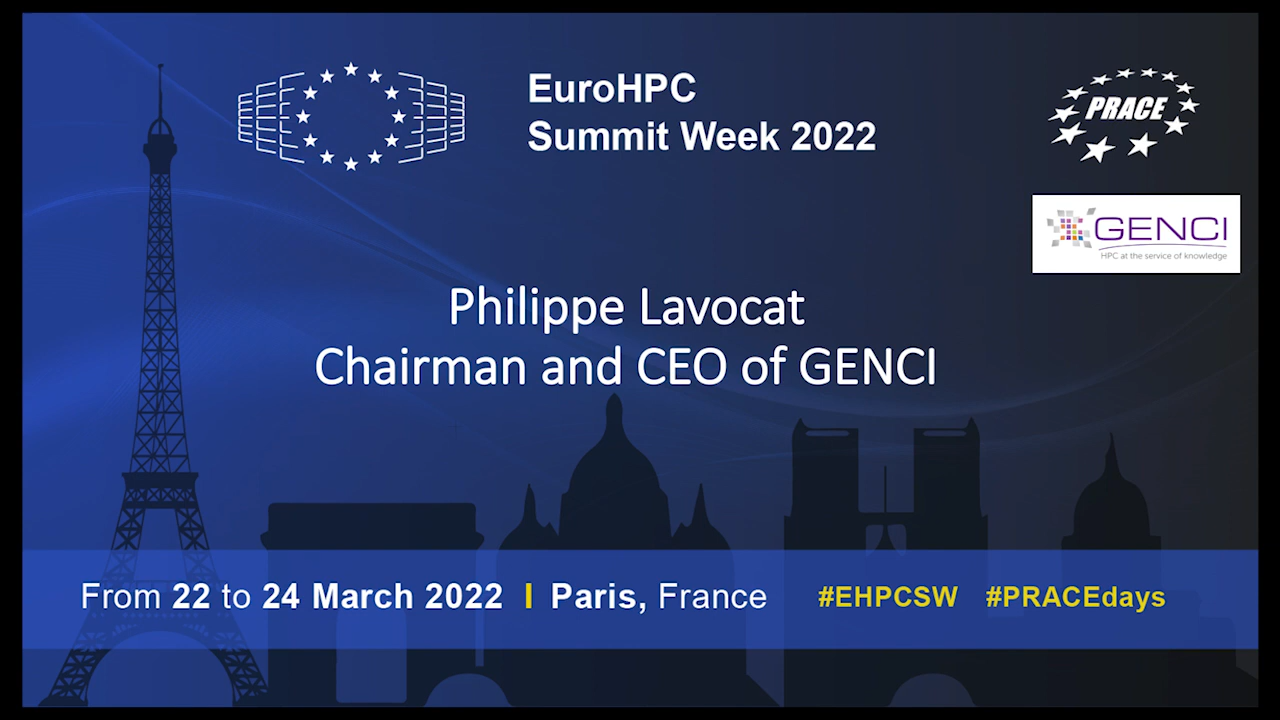 EuroHPC
Summit Week 2022
PRACE
GENCI
HPC at the service of knowledge
Philippe Lavocat
Chairman and CEO of GENCI
From 22 to 24 March 2022 I Paris, France #EHPCSW #PRACEdays